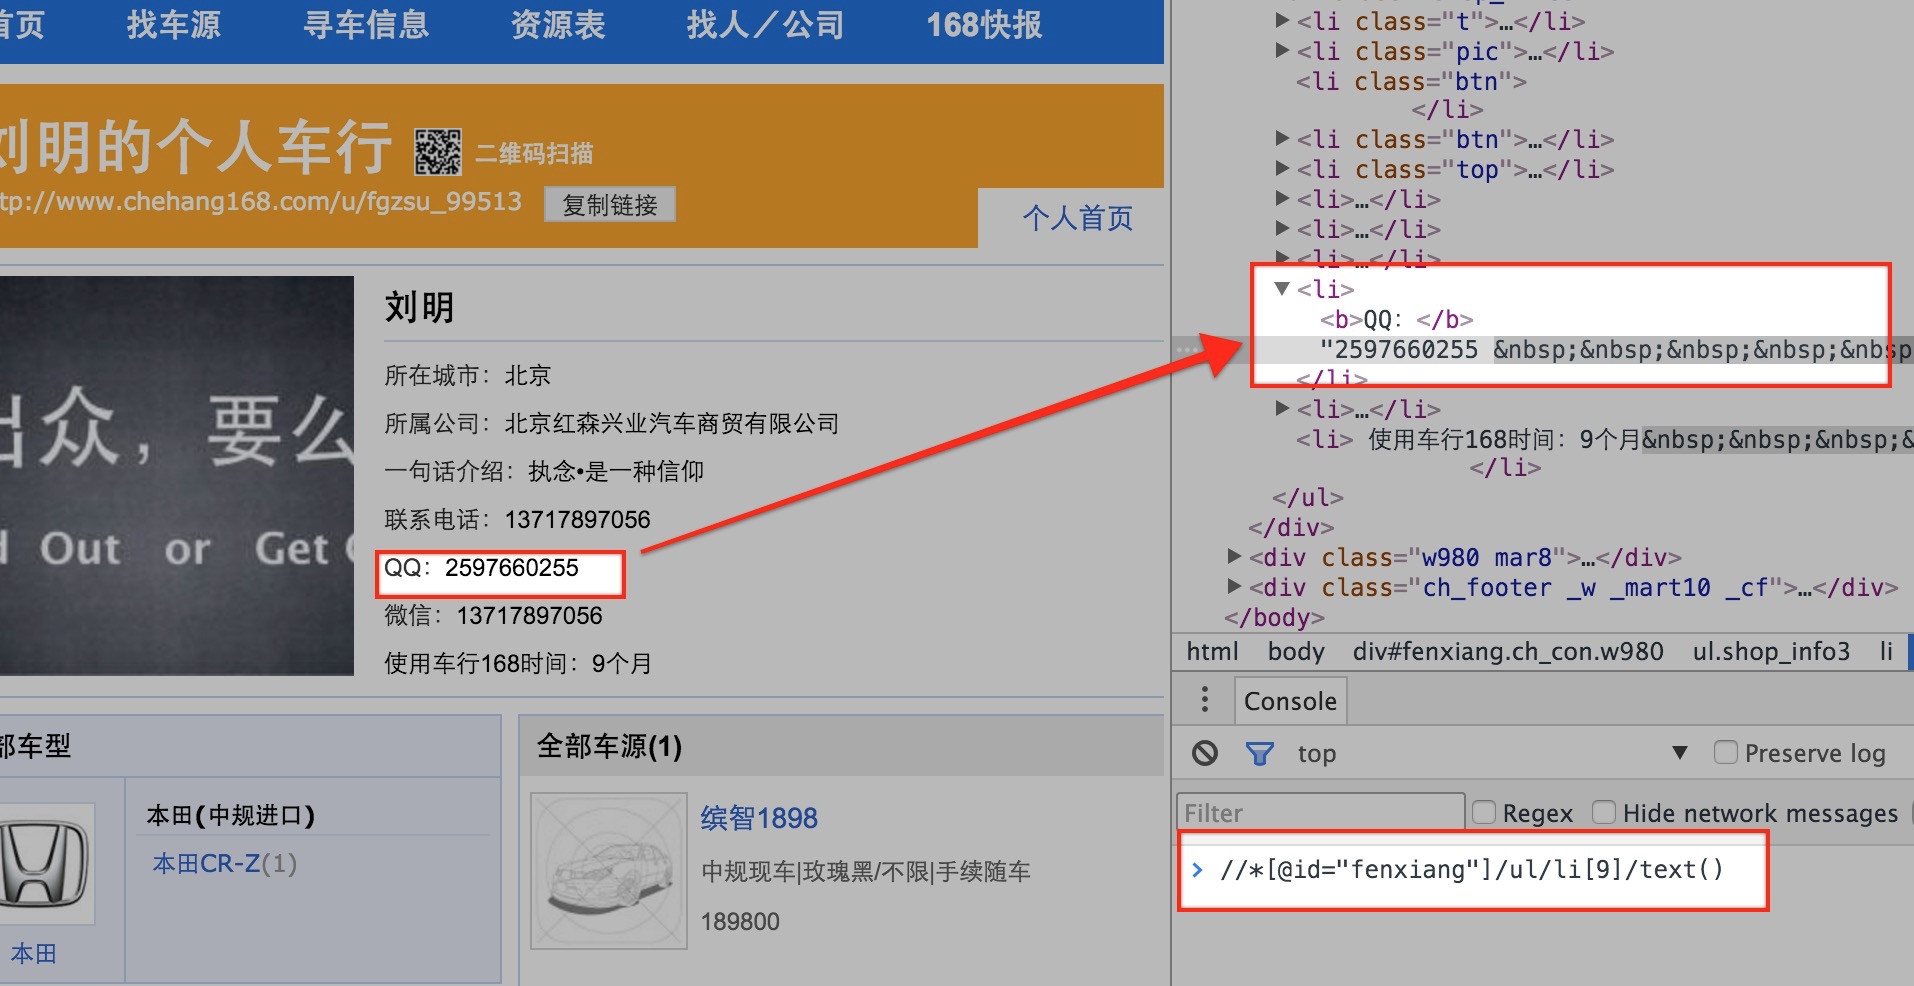 首页 找车源 寻车信息 资源表 找人／公司 168快报
刘明的个人车行 二维码扫描
tp://www.chehang168.com/u/fgzsu_99513 复制链接
个人首页
出众，要么
d Out or Get
刘明
所在城市：北京
所属公司：北京红森兴业汽车商贸有限公司
一句话介绍：执念•是一种信仰
联系电话：13717897056
QQ：2597660255
微信：13717897056
使用车行168时间：9个月
部车型
本田(中规进口)
本田CR-Z(1)
本田
全部车源(1)
缤智1898
中规现车|玫瑰黑/不限|手续随车
189800
▶<li class="t">…</li>
▶<li class="pic">…</li>
<li class="btn">
</li>
▶<li class="btn">…</li>
▶<li class="top">…</li>
▶<li>…</li>
▶<li>…</li>
▶<li>…</li>
▼<li>
<b>QQ：</b>
"2597660255 &nbsp;&nbsp;&nbsp;&nbsp;&nbsp
</li>
▶<li>…</li>
<li> 使用车行168时间：9个月&nbsp;&nbsp;&nbsp;&
</li>
</ul>
</div>
▶<div class="w980 mar8">…</div>
▶<div class="ch_footer _w _mart10 _cf">…</div>
</body>
html body div#fenxiang.ch_con.w980 ul.shop_info3 li
Console
top ▼ Preserve log
Filter Regex Hide network messages
> //*[@id="fenxiang"]/ul/li[9]/text()